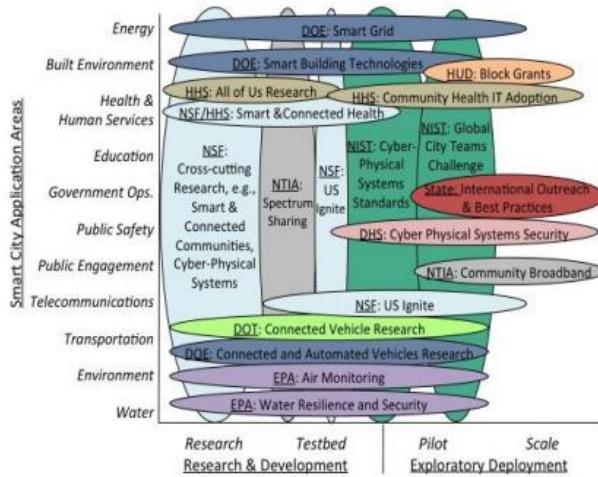 Smart City Application Areas
Energy
Built Environment
Health &
Human Services
Education
Government Ops.
Public Safety
Public Engagement
Telecommunications
Transportation
Environment
Water
DOE: Smart Grid
DOE: Smart Building Technologies
HUD: Block Grants
HHS: All of Us Research
HHS: Community Health IT Adoption
NSF/HHS: Smart &Connected Health
NSF:
Cross-cutting
Research, e.g.,
Smart &
Connected
Communities,
Cyber-Physical
Systems
NTIA:
Spectrum
Sharing
NSF:
US
Ignite
NIST: Cyber-
Physical
Systems
Standards
NIST: Global
City Teams
Challenge
State: International Outreach
& Best Practices
DHS: Cyber Physical Systems Security
NTIA: Community Broadband
NSF: US Ignite
DOT: Connected Vehicle Research
DOE: Connected and Automated Vehicles Research
EPA: Air Monitoring
EPA: Water Resilience and Security
Research Testbed Pilot Scale
Research & Development Exploratory Deployment